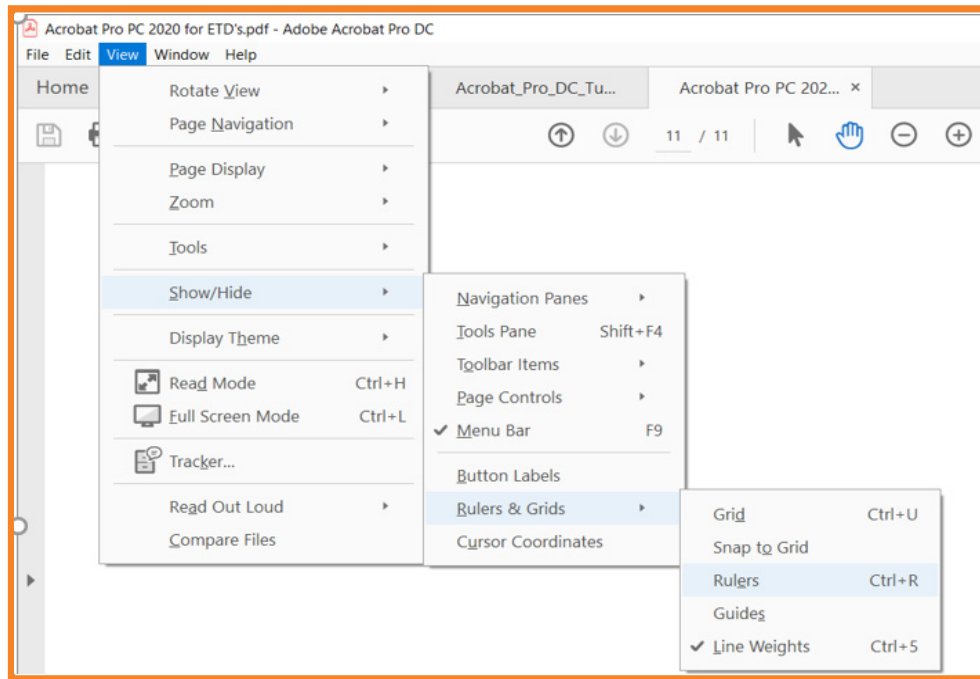 Acrobat Pro PC 2020 for ETD's.pdf - Adobe Acrobat Pro DC
File Edit View Window Help
Home
Acrobat_Pro_DC_Tu...
Acrobat Pro PC 202... ×
11 / 11
Rotate View
Page Navigation
Page Display
Zoom
Tools
Show/Hide
Display Theme
Read Mode Ctrl+H
Full Screen Mode Ctrl+L
Tracker...
Read Out Loud
Compare Files
Navigation Panes
Tools Pane Shift+F4
Toolbar Items
Page Controls
Menu Bar F9
Button Labels
Rulers & Grids
Cursor Coordinates
Grid Ctrl+U
Snap to Grid
Rulers Ctrl+R
Guides
Line Weights Ctrl+5